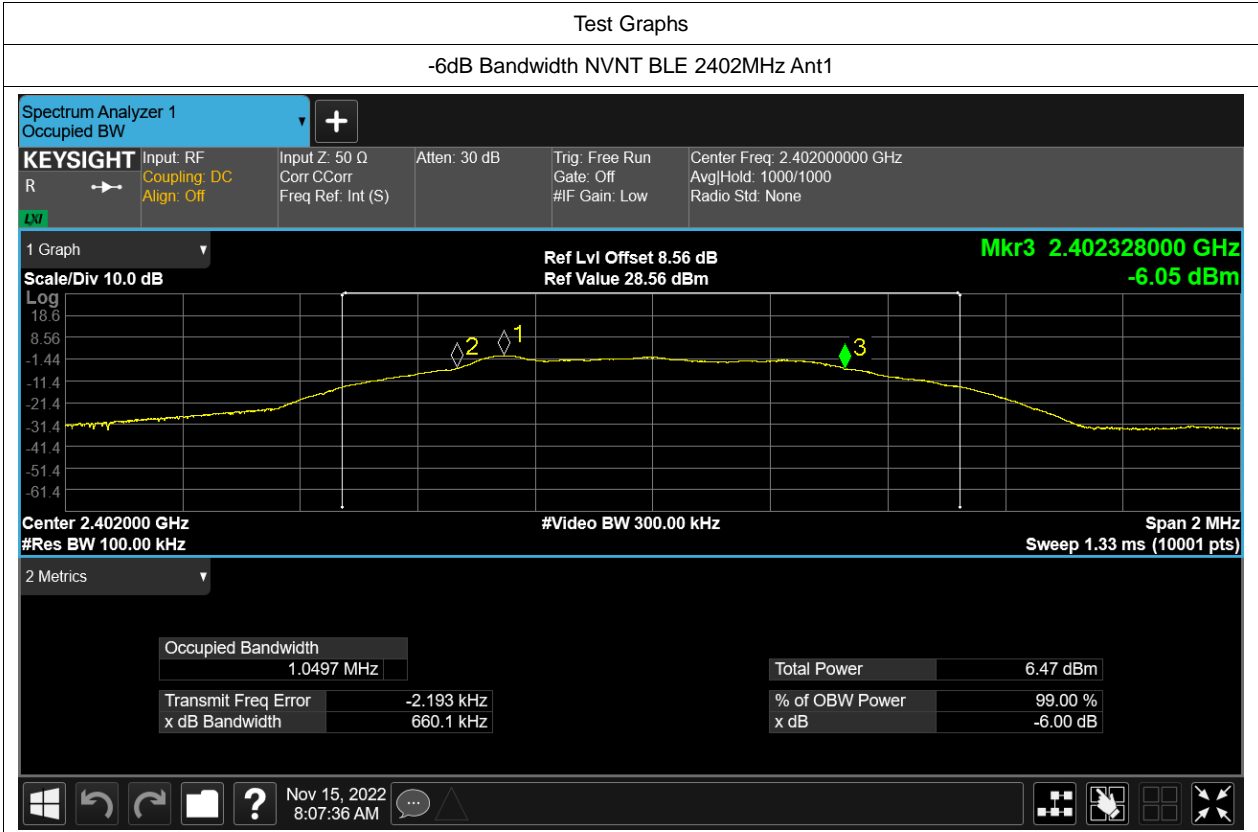 Test Graphs
-6dB Bandwidth NVNT BLE 2402MHz Ant1
Spectrum Analyzer 1
Occupied BW
KEYSIGHT
R
LXI
Input: RF
Coupling: DC
Align: Off
Input Z: 50 Ω
Corr CCorr
Freq Ref: Int (S)
Atten: 30 dB
Trig: Free Run
Gate: Off
#IF Gain: Low
Center Freq: 2.402000000 GHz
Avg|Hold: 1000/1000
Radio Std: None
1 Graph
Scale/Div 10.0 dB
Ref Lvl Offset 8.56 dB
Ref Value 28.56 dBm
Mkr3 2.402328000 GHz
-6.05 dBm
Log
18.6
8.56
-1.44
-11.4
-21.4
-31.4
-41.4
-51.4
-61.4
2
1
3
Center 2.402000 GHz
#Res BW 100.00 kHz
#Video BW 300.00 kHz
Span 2 MHz
Sweep 1.33 ms (10001 pts)
2 Metrics
Occupied Bandwidth
1.0497 MHz
Transmit Freq Error -2.193 kHz
x dB Bandwidth 660.1 kHz
Total Power 6.47 dBm
% of OBW Power 99.00 %
x dB -6.00 dB
?
Nov 15, 2022
8:07:36 AM